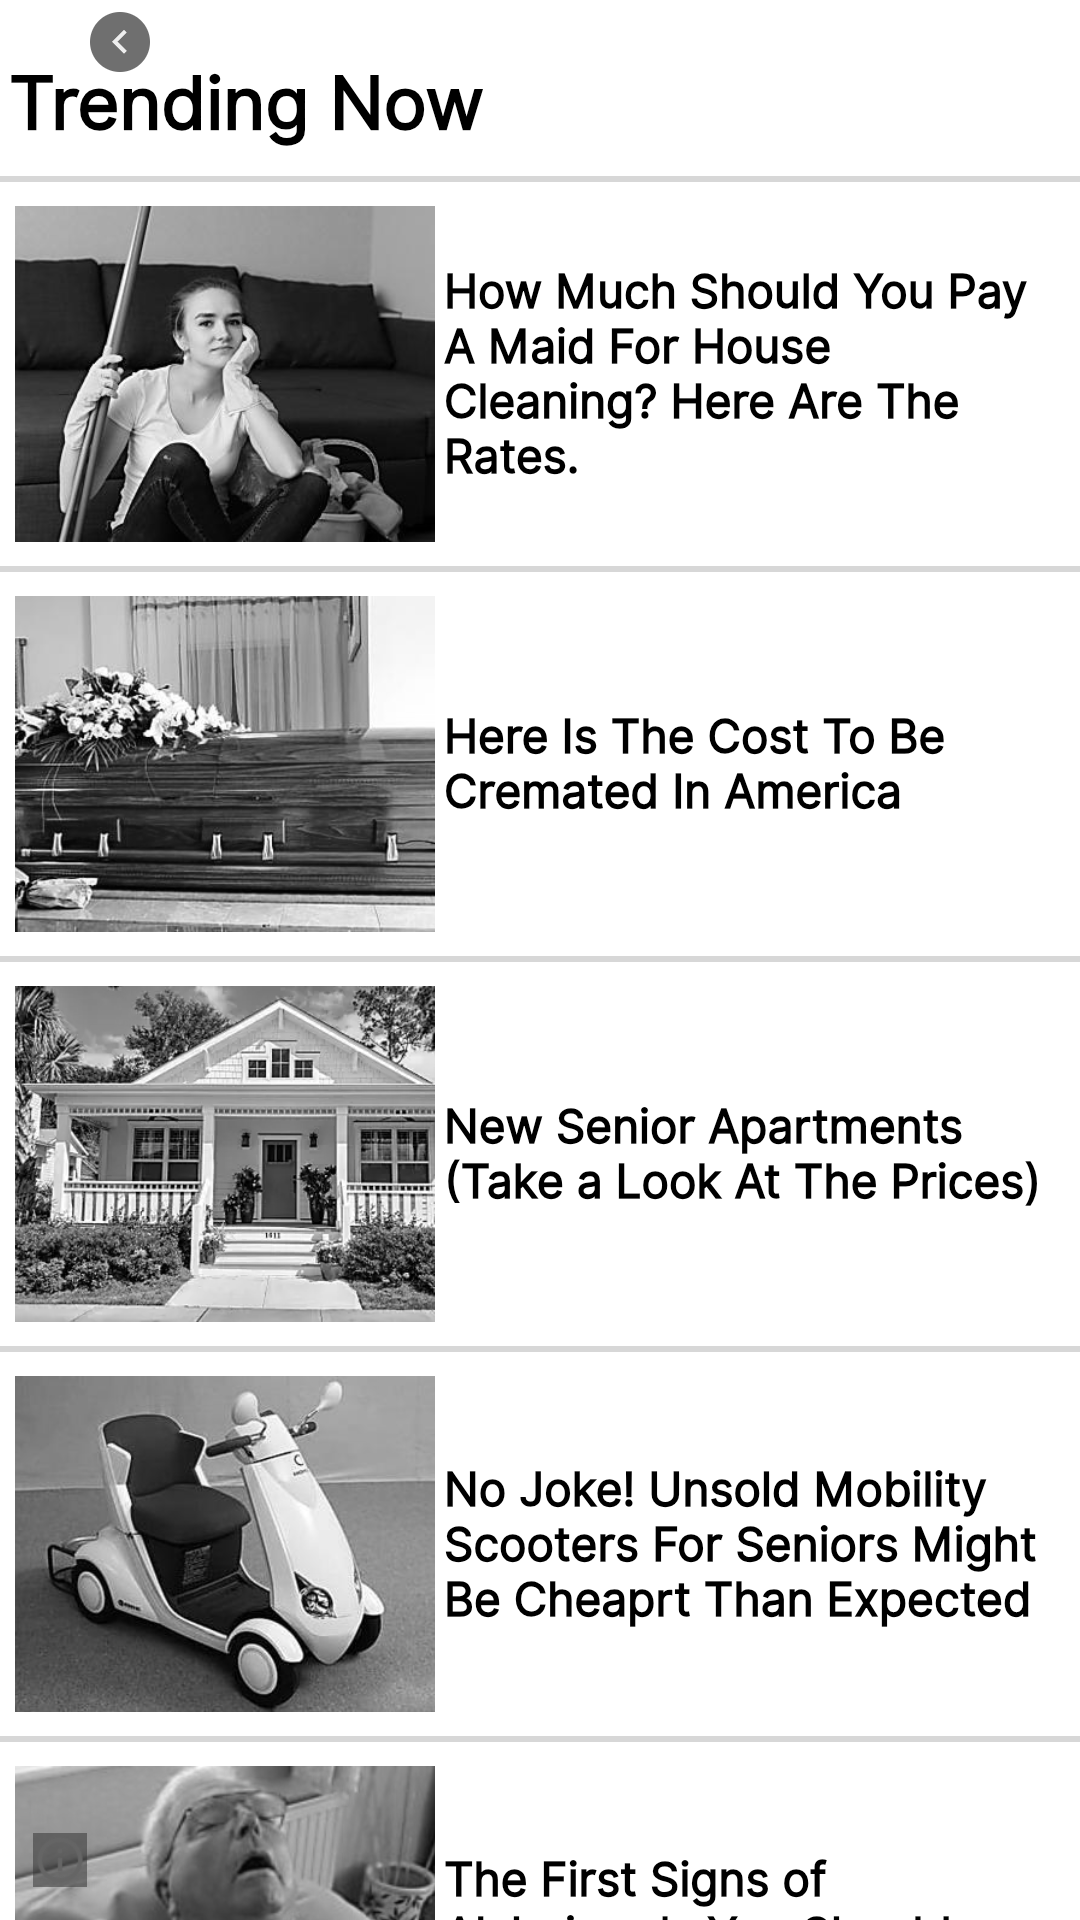 Trending Now
How Much Should You Pay
A Maid For House
Cleaning? Here Are The
Rates.
Here Is The Cost To Be
Cremated In America
1411
New Senior Apartments
(Take a Look At The Prices)
No Joke! Unsold Mobility
Scooters For Seniors Might
Be Cheaprt Than Expected
The First Signs of